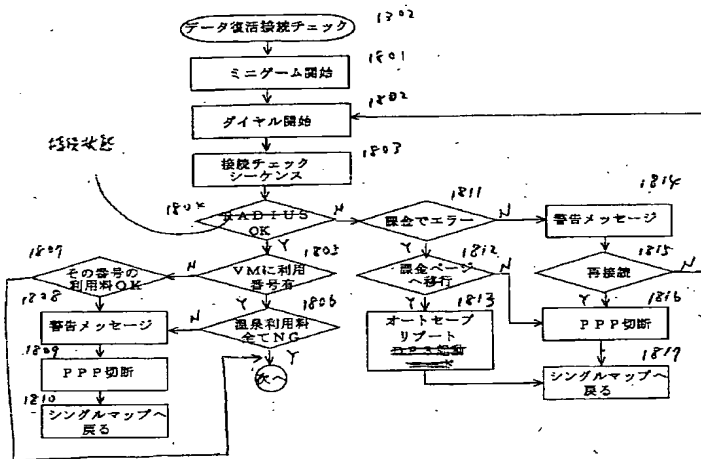 データ復活接続チェック
1302
ミニゲーム開始
1801
ダイヤル開始
1802
接続チェック
シーケンス
1803
接続状態
1804
RADIUS
OK
N
Y
課金でエラー
1811
N
Y
警告メッセージ
1814
その番号の
利用料OK
1807
N
VMに利用
番号有
1805
Y
課金ページ
へ移行
1812
N
Y
再接続
1815
N
Y
警告メッセージ
1808
N
温泉利用料
全てNG
1806
Y
オートセーブ
リブート
1813
PPP切断
1816
PPP切断
1809
次へ
シングルマップへ
戻る
1817
シングルマップへ
戻る
1810